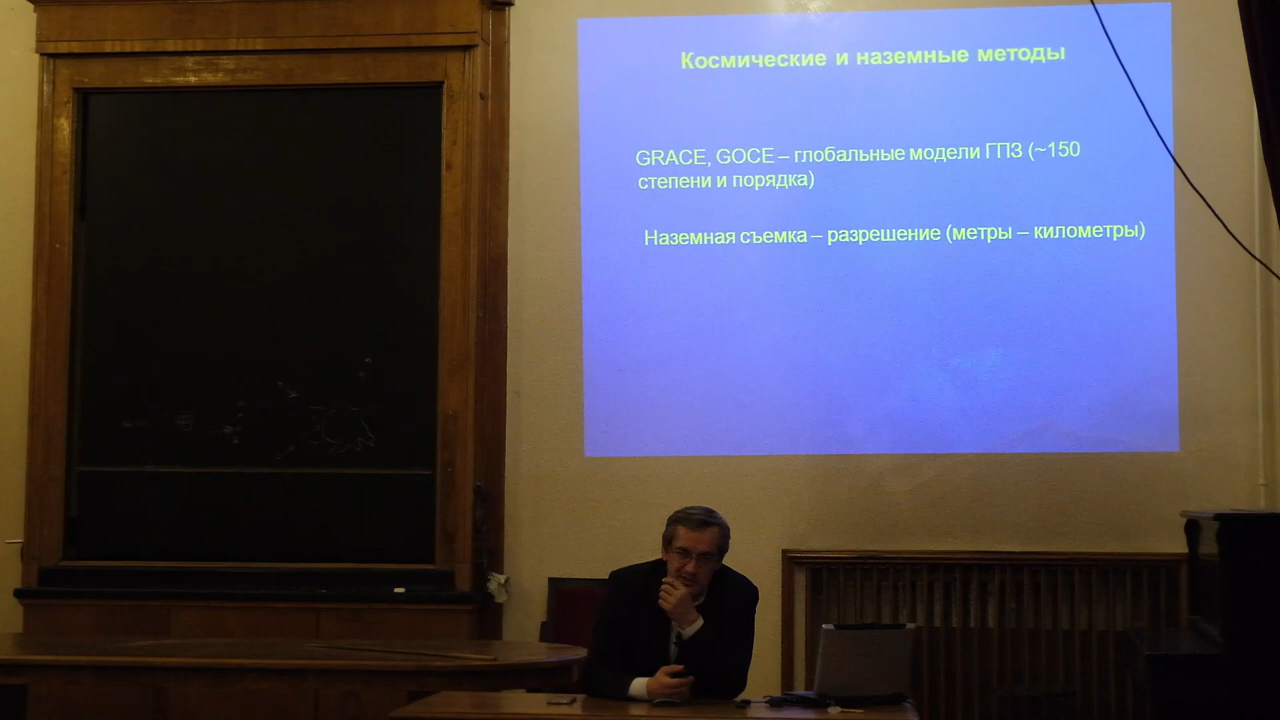 Космические и наземные методы
GRACE, GOCE – глобальные модели ГПЗ (~150
степени и порядка)
Наземная съемка – разрешение (метры – километры)